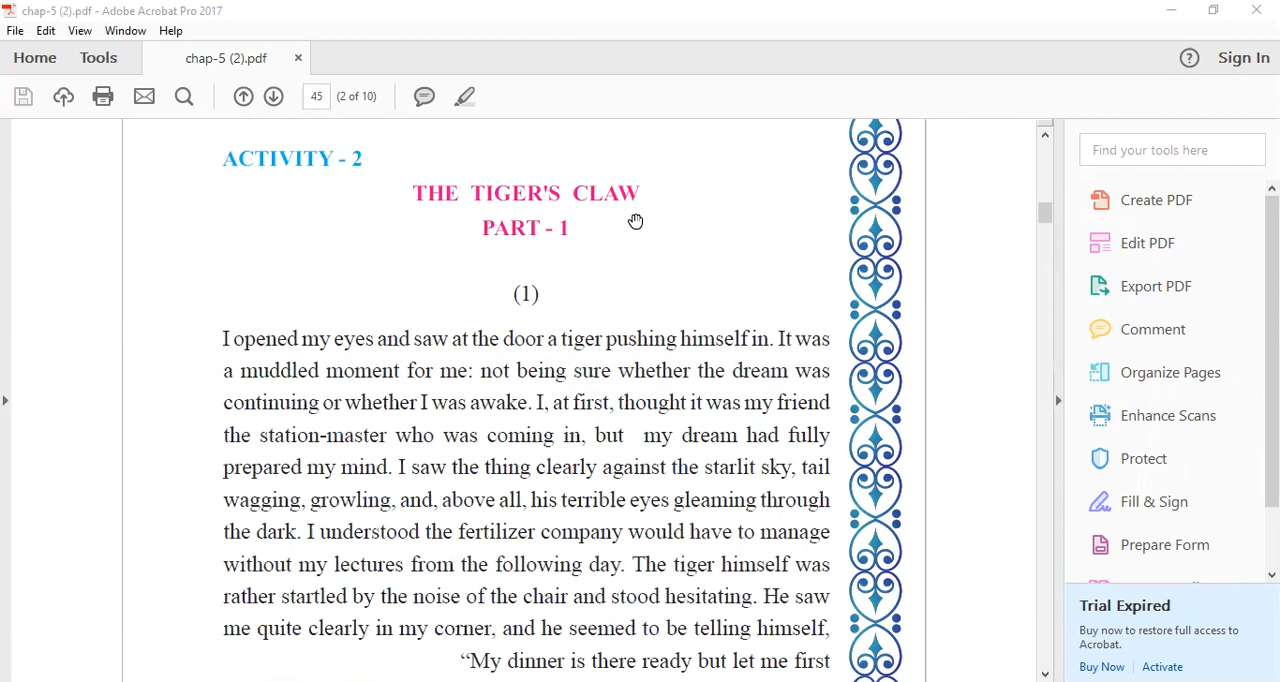 chap-5 (2).pdf - Adobe Acrobat Pro 2017
File Edit View Window Help
Home Tools chap-5 (2).pdf × ? Sign In
45 (2 of 10)
ACTIVITY - 2
THE TIGER'S CLAW
PART - 1
(1)
I opened my eyes and saw at the door a tiger pushing himself in. It was
a muddled moment for me: not being sure whether the dream was
continuing or whether I was awake. I, at first, thought it was my friend
the station-master who was coming in, but my dream had fully
prepared my mind. I saw the thing clearly against the starlit sky, tail
wagging, growling, and, above all, his terrible eyes gleaming through
the dark. I understood the fertilizer company would have to manage
without my lectures from the following day. The tiger himself was
rather startled by the noise of the chair and stood hesitating. He saw
me quite clearly in my corner, and he seemed to be telling himself,
“My dinner is there ready but let me first
Find your tools here
Create PDF
Edit PDF
Export PDF
Comment
Organize Pages
Enhance Scans
Protect
Fill & Sign
Prepare Form
Trial Expired
Buy now to restore full access to
Acrobat.
Buy Now Activate